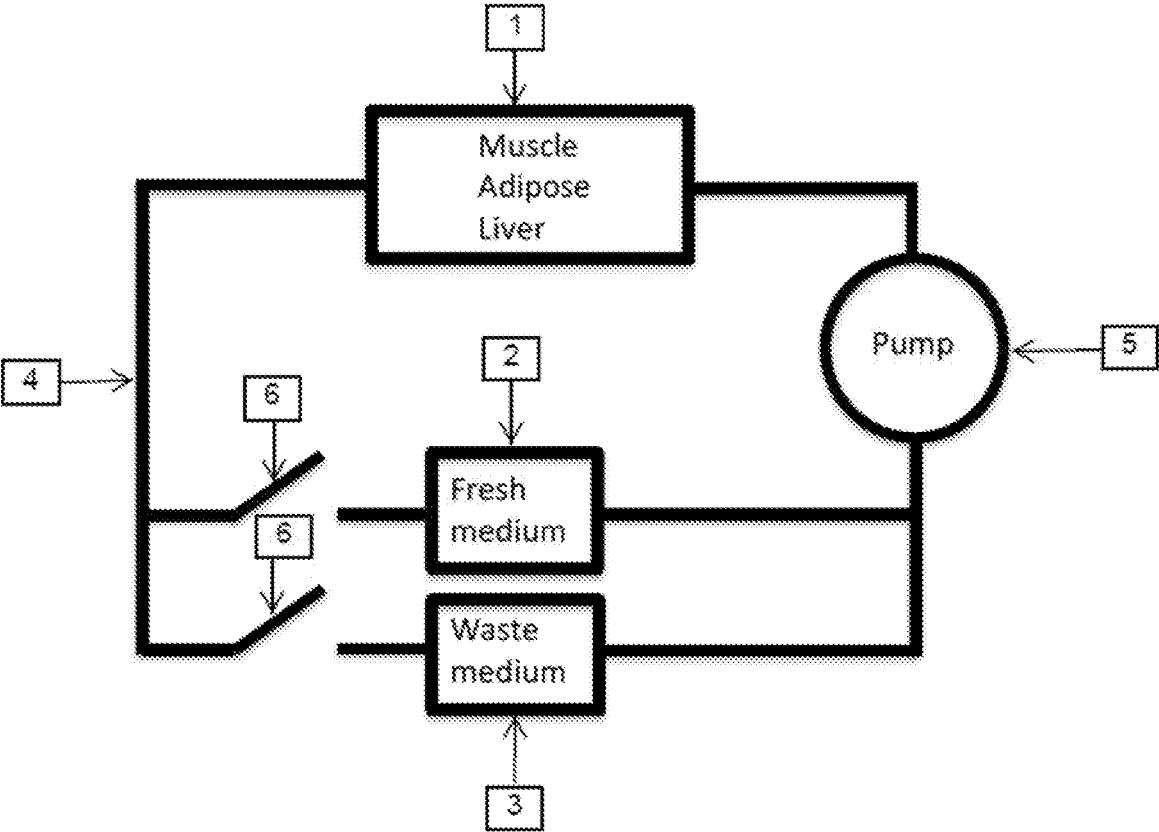 1
Muscle
Adipose
Liver
Pump
5
2
4
6
Fresh
medium
6
Waste
medium
3